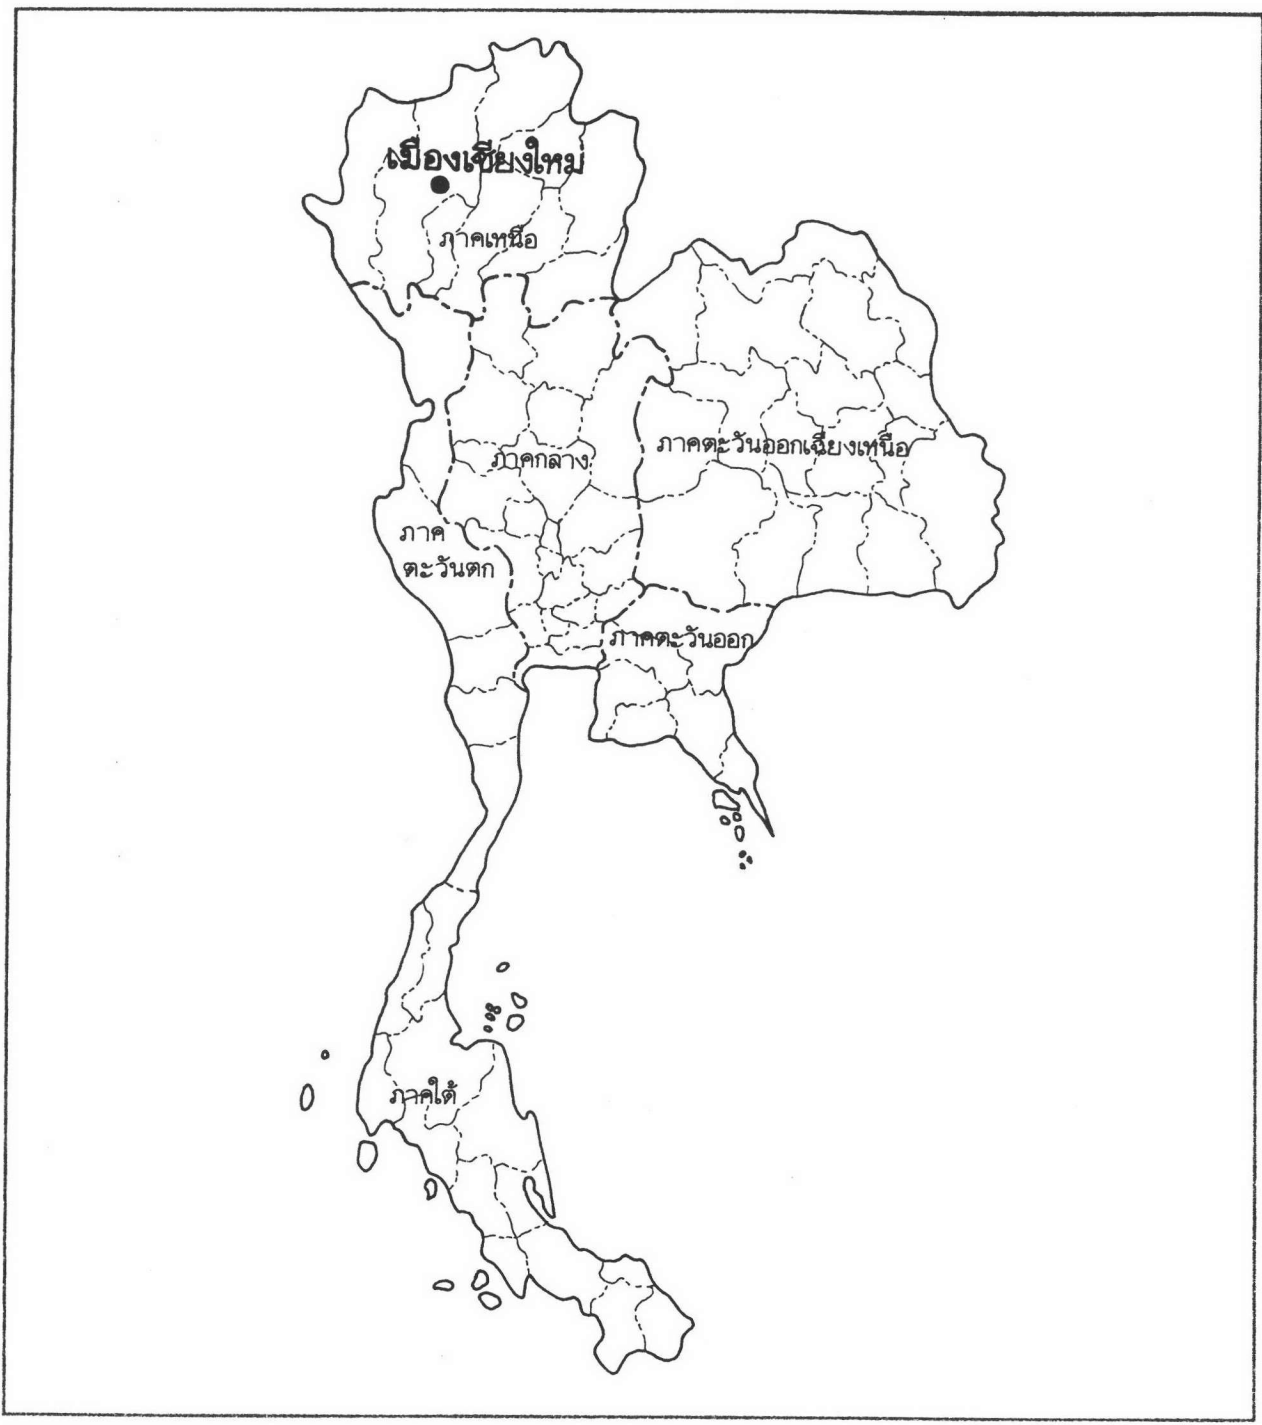 เมืองเชียงใหม่
ภาคเหนือ
ภาคตะวันออกเฉียงเหนือ
ภาคกลาง
ภาค
ตะวันตก
ภาคตะวันออก
ภาคใต้